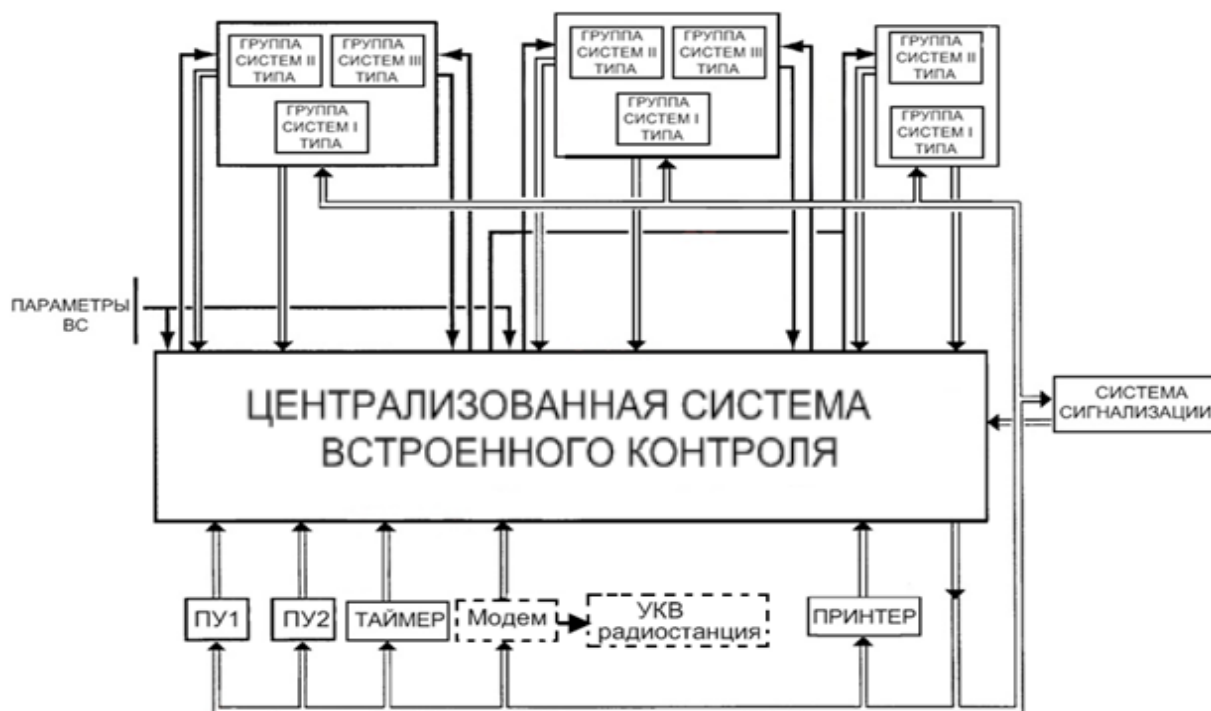 ГРУППА
СИСТЕМ II
ТИПА
ГРУППА
СИСТЕМ III
ТИПА
ГРУППА
СИСТЕМ I
ТИПА
ГРУППА
СИСТЕМ II
ТИПА
ГРУППА
СИСТЕМ III
ТИПА
ГРУППА
СИСТЕМ I
ТИПА
ГРУППА
СИСТЕМ II
ТИПА
ГРУППА
СИСТЕМ I
ТИПА
ПАРАМЕТРЫ
ВС
ЦЕНТРАЛИЗОВАННАЯ СИСТЕМА
ВСТРОЕННОГО КОНТРОЛЯ
СИСТЕМА
СИГНАЛИЗАЦИИ
ПУ1
ПУ2
ТАЙМЕР
Модем
УКВ
радиостанция
ПРИНТЕР